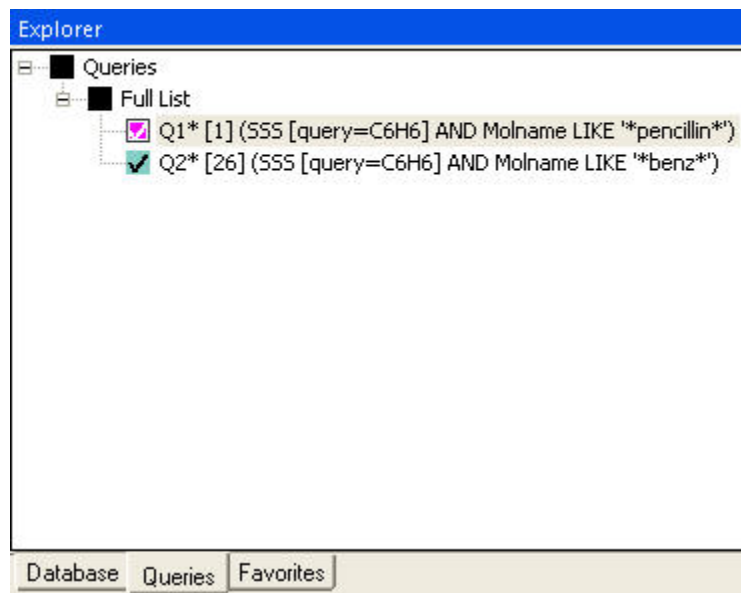 Explorer
Queries
Full List
Q1* [1] (SSS [query=C6H6] AND Molname LIKE '*pencillin*')
Q2* [26] (SSS [query=C6H6] AND Molname LIKE '*benz*')
Database Queries Favorites